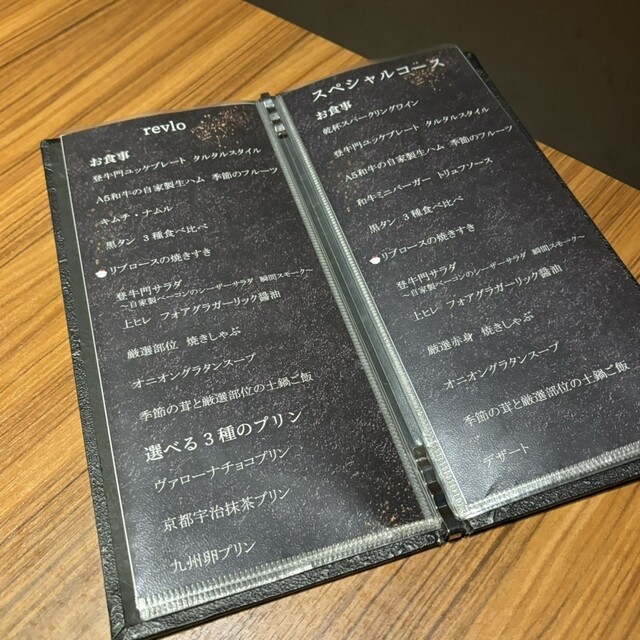 revlo
お食事
登牛門ユッケプレート タルタルスタイル
A5和牛の自家製生ハム 季節のフルーツ
キムチ・ナムル
黒タン 3種食べ比べ
リブロースの焼きすき
登牛門サラダ
〜自家製ベーコンのシーザーサラダ 瞬間スモーク〜
上ヒレ フォアグラガーリック醤油
厳選部位 焼きしゃぶ
オニオングラタンスープ
季節の茸と厳選部位の土鍋ご飯
選べる3種のプリン
ヴァローナチョコプリン
京都宇治抹茶プリン
九州卵プリン
スペシャルコース
お食事
乾杯スパークリングワイン
登牛門ユッケプレート タルタルスタイル
A5和牛の自家製生ハム 季節のフルーツ
和牛ミニバーガー トリュフソース
黒タン 3種食べ比べ
リブロースの焼きすき
登牛門サラダ
〜自家製ベーコンのシーザーサラダ 瞬間スモーク〜
上ヒレ フォアグラガーリック醤油
厳選赤身 焼きしゃぶ
オニオングラタンスープ
季節の茸と厳選部位の土鍋ご飯
デザート